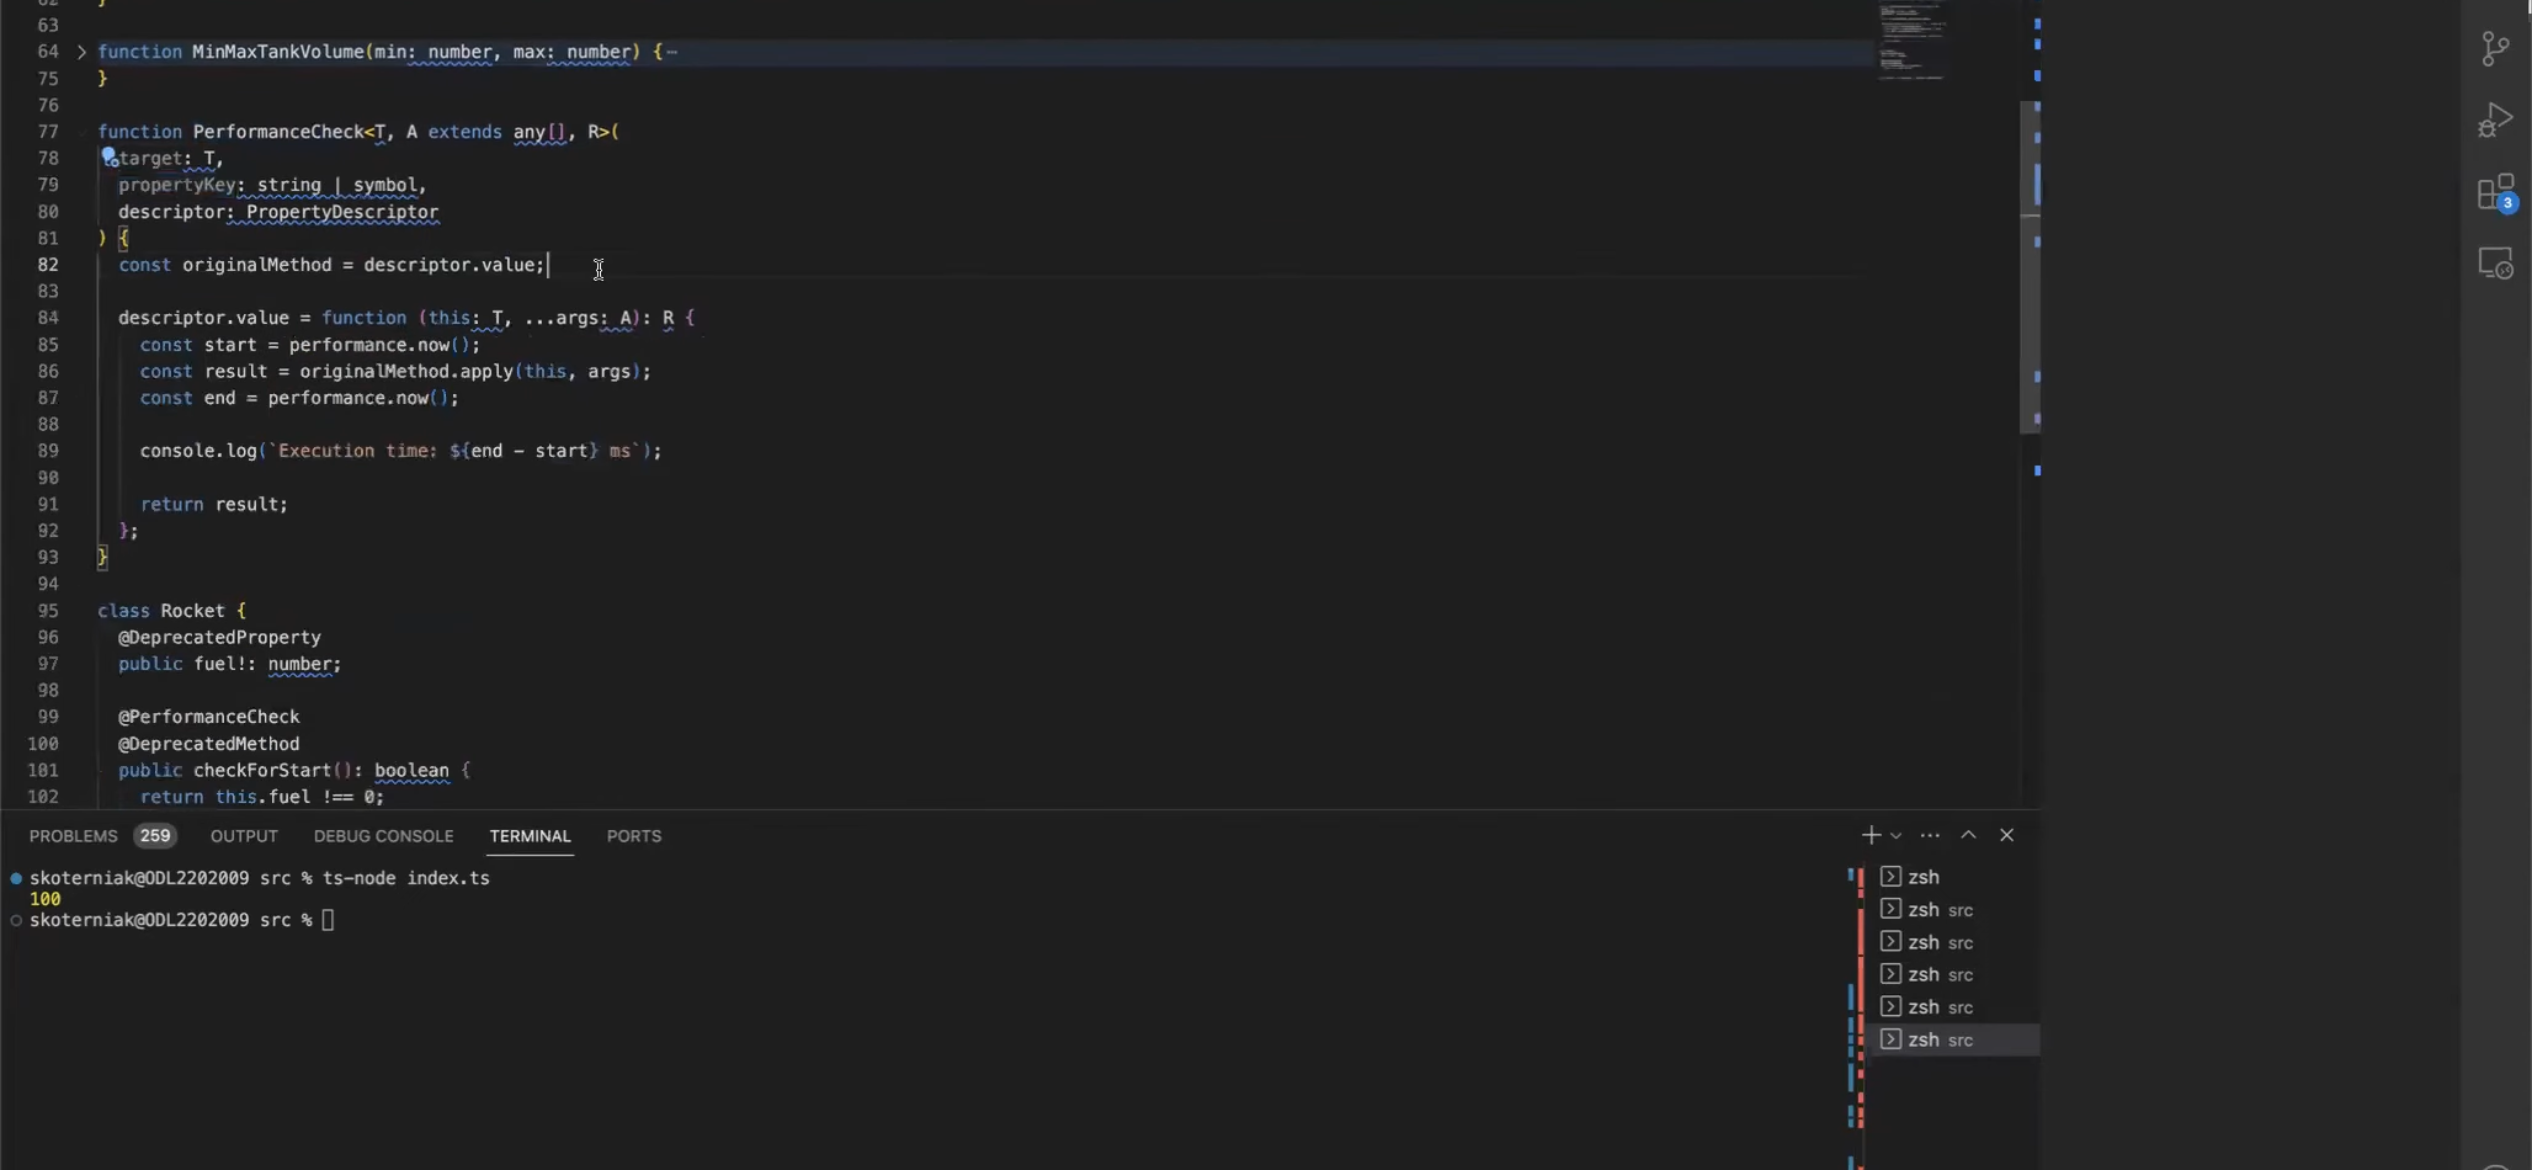 62 }
63
64 function MinMaxTankVolume(min: number, max: number) {⋯
75 }
76
77 function PerformanceCheck<T, A extends any[], R>(
78 target: T,
79 propertyKey: string | symbol,
80 descriptor: PropertyDescriptor
81 ) {
82 const originalMethod = descriptor.value;
83
84 descriptor.value = function (this: T, ...args: A): R {
85 const start = performance.now();
86 const result = originalMethod.apply(this, args);
87 const end = performance.now();
88
89 console.log(`Execution time: ${end - start} ms`);
90
91 return result;
92 };
93 }
94
95 class Rocket {
96 @DeprecatedProperty
97 public fuel!: number;
98
99 @PerformanceCheck
100 @DeprecatedMethod
101 public checkForStart(): boolean {
102 return this.fuel !== 0;
3
PROBLEMS 259 OUTPUT DEBUG CONSOLE TERMINAL PORTS
skoterniak@ODL2202009 src % ts-node index.ts
100
skoterniak@ODL2202009 src %
zsh
zsh src
zsh src
zsh src
zsh src
zsh src